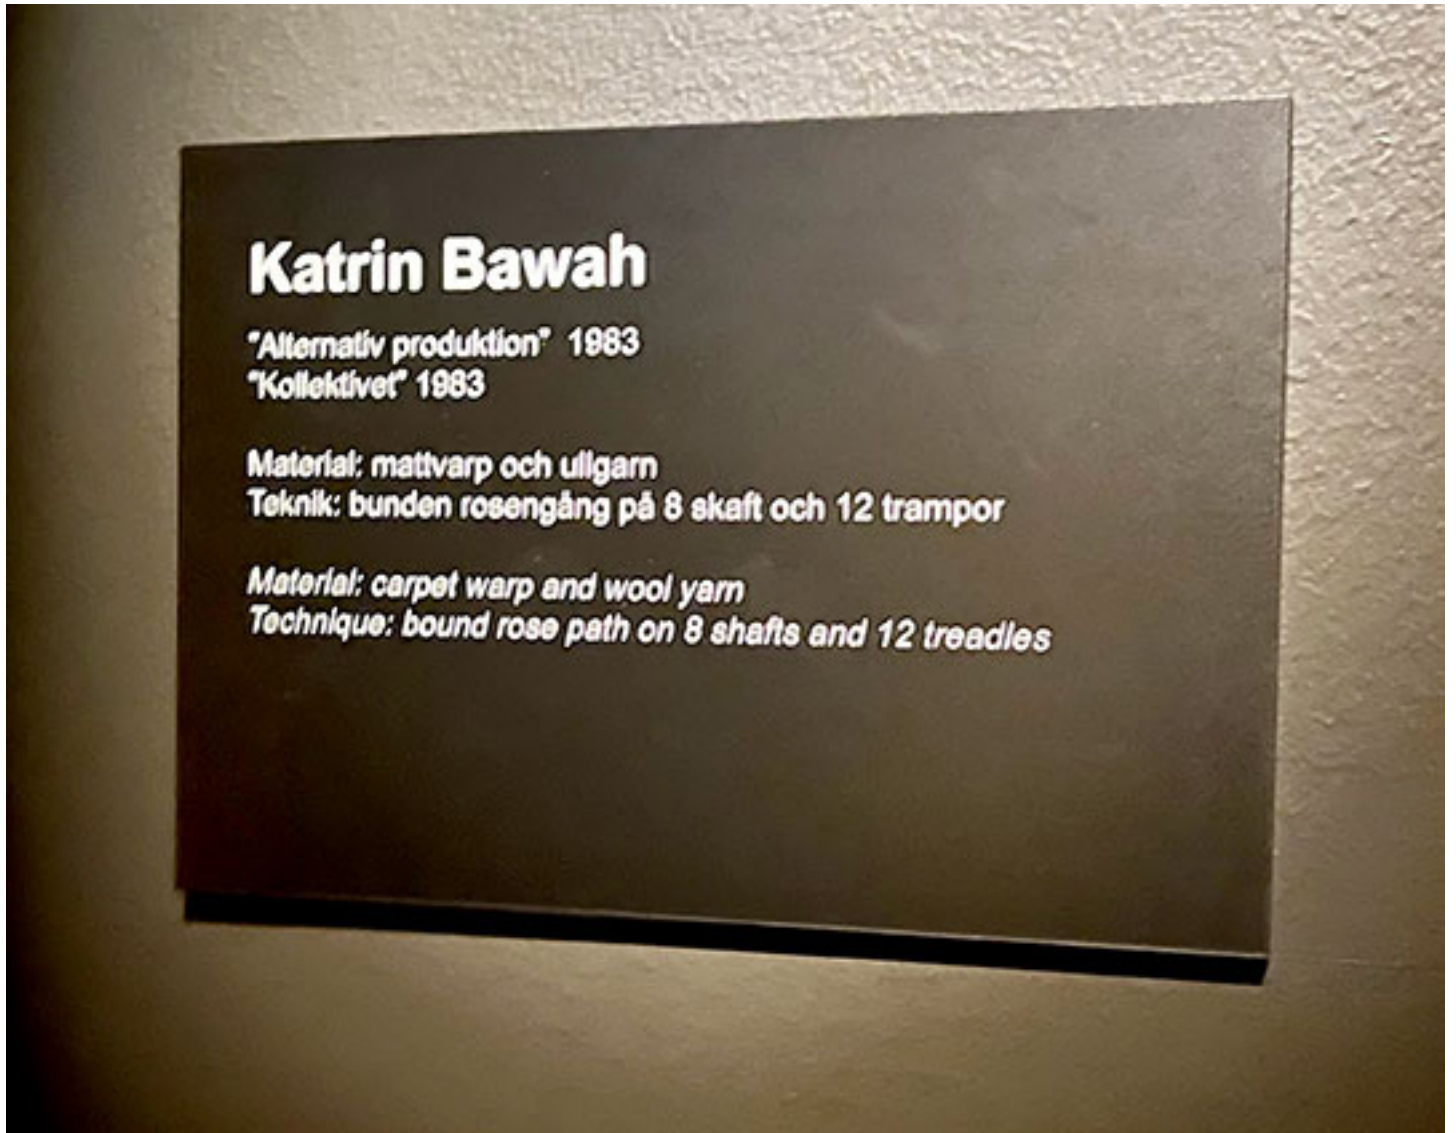 Katrin Bawah
"Alternativ produktion" 1983
"Kollektivet" 1983
Material: mattvarp och ullgarn
Teknik: bunden rosengång på 8 skaft och 12 trampor
Material: carpet warp and wool yarn
Technique: bound rose path on 8 shafts and 12 treadles